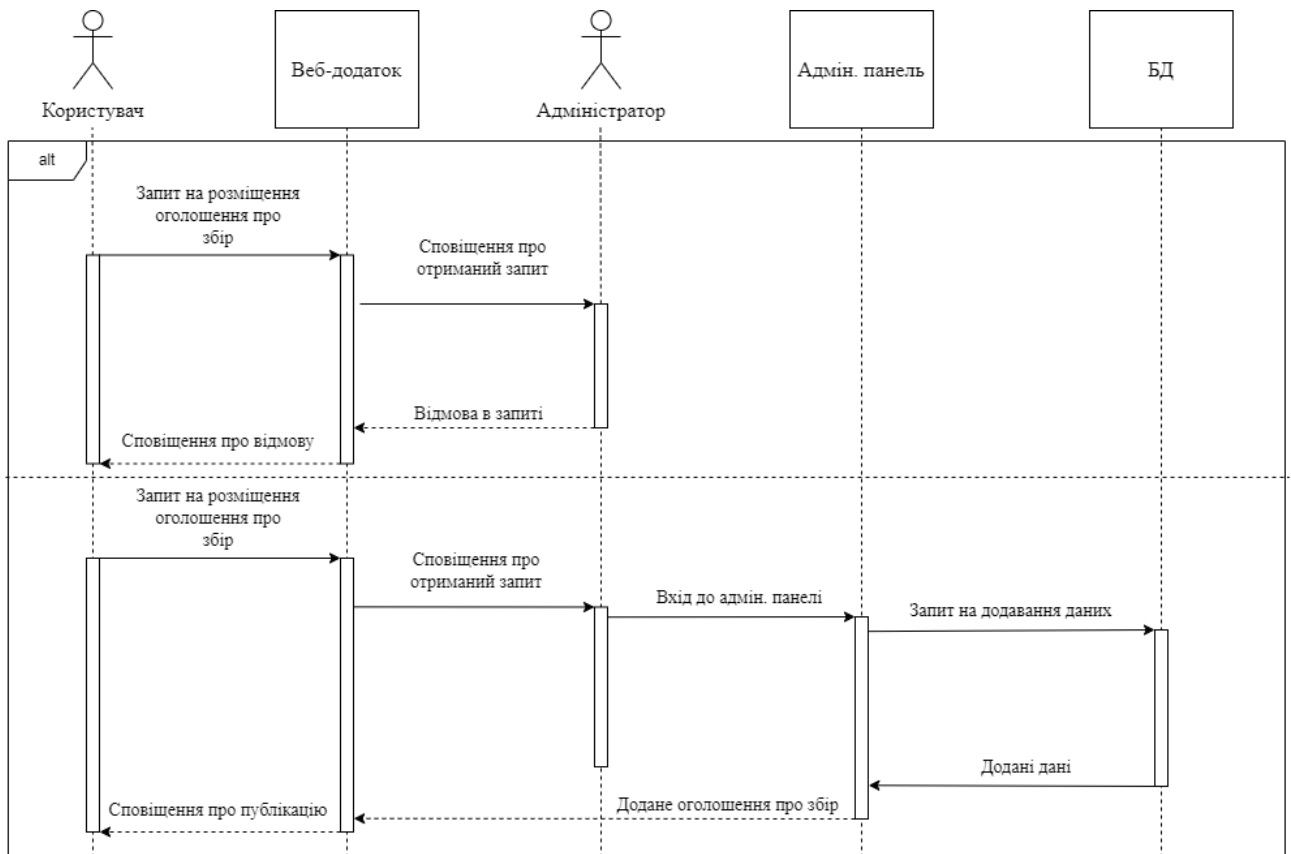 Користувач
Веб-додаток
Адміністратор
Адмін. панель
БД
alt
Запит на розміщення
оголошення про
збір
Сповіщення про
отриманий запит
Відмова в запиті
Сповіщення про відмову
Запит на розміщення
оголошення про
збір
Сповіщення про
отриманий запит
Вхід до адмін. панелі
Запит на додавання даних
Додані дані
Додане оголошення про збір
Сповіщення про публікацію